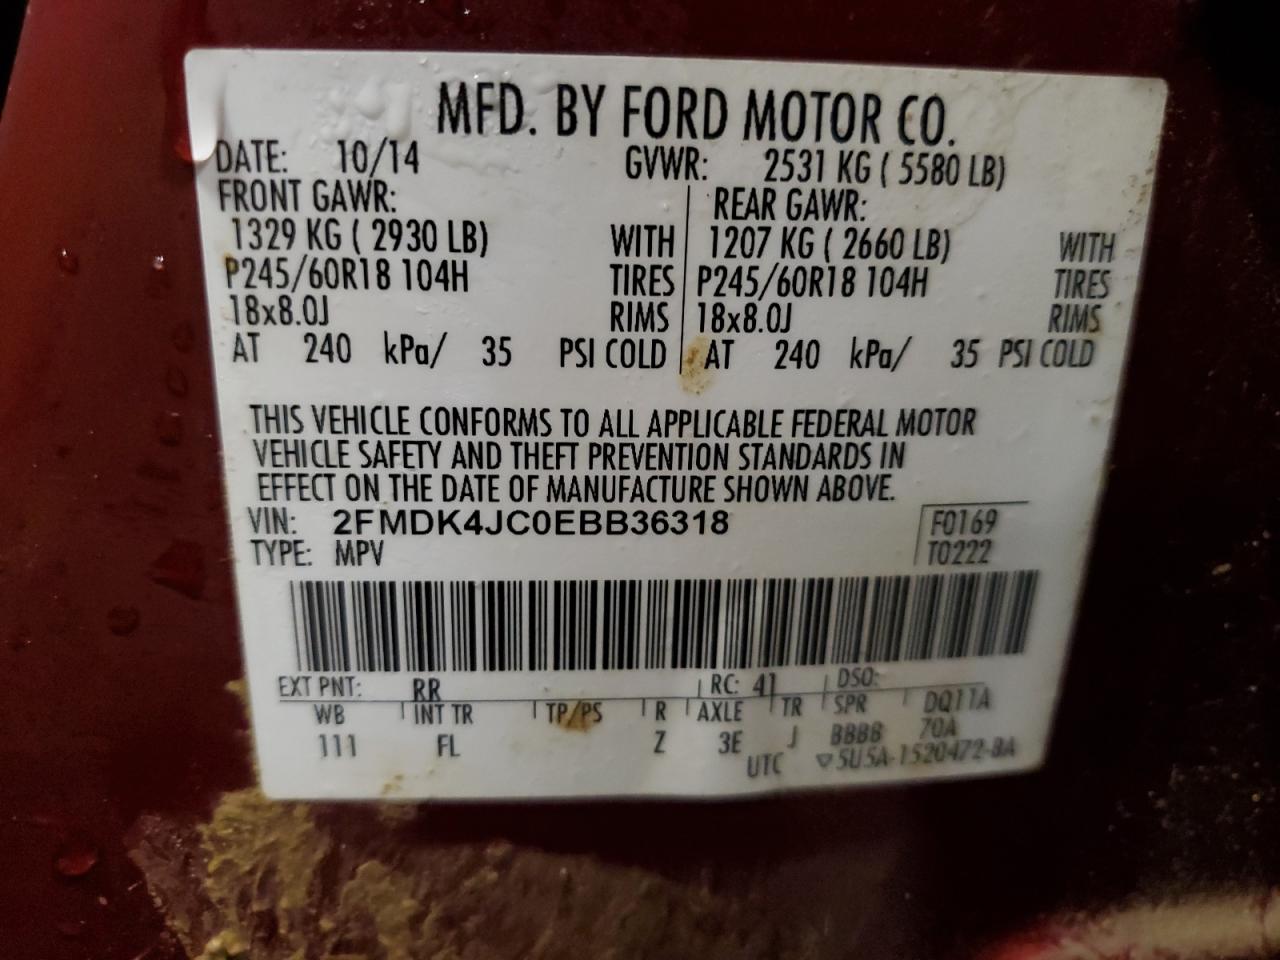 MFD. BY FORD MOTOR CO.
DATE: 10/14 GVWR: 2531 KG ( 5580 LB)
FRONT GAWR: REAR GAWR:
1329 KG ( 2930 LB) WITH 1207 KG ( 2660 LB) WITH
P245/60R18 104H TIRES P245/60R18 104H TIRES
18x8.0J RIMS 18x8.0J RIMS
AT 240 kPa/ 35 PSI COLD AT 240 kPa/ 35 PSI COLD
THIS VEHICLE CONFORMS TO ALL APPLICABLE FEDERAL MOTOR
VEHICLE SAFETY AND THEFT PREVENTION STANDARDS IN
EFFECT ON THE DATE OF MANUFACTURE SHOWN ABOVE.
VIN: 2FMDK4JC0EBB36318 F0169
TYPE: MPV T0222
EXT PNT: RR RC: 41 DSO:
WB INT TR TP/PS R AXLE TR SPR DQ11A
111 FL Z 3E J BBBB 70A
UTC ▽5U5A-1520472-BA